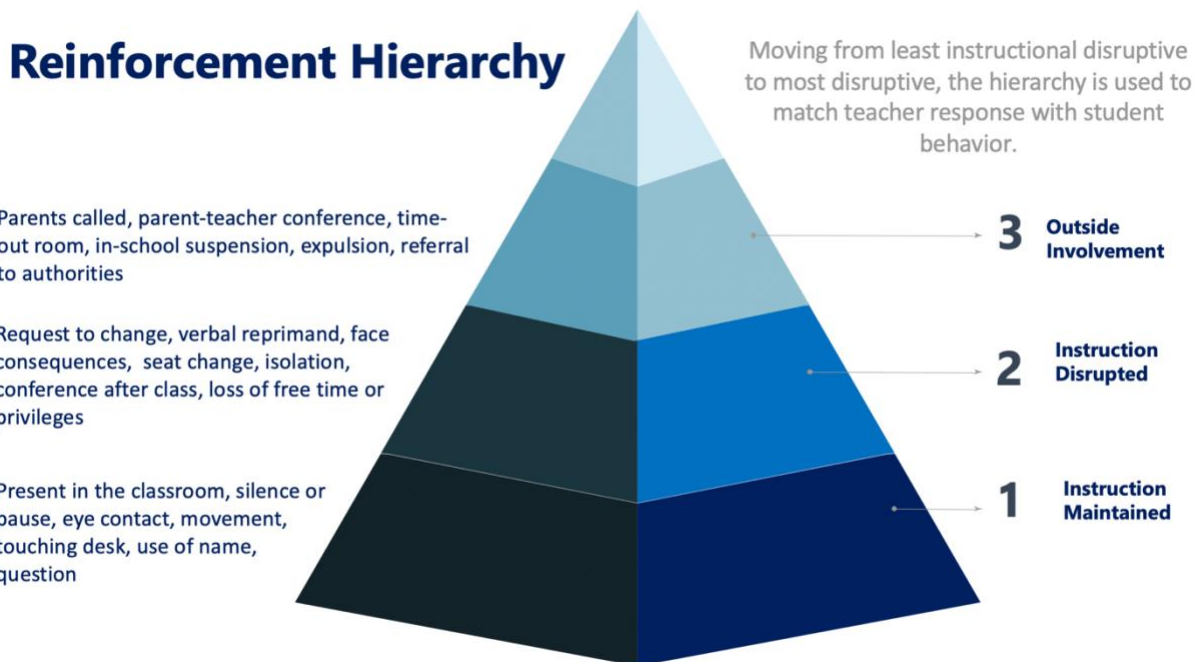 Reinforcement Hierarchy
Moving from least instructional disruptive
to most disruptive, the hierarchy is used to
match teacher response with student
behavior.
Parents called, parent-teacher conference, time-
out room, in-school suspension, expulsion, referral
to authorities
3 Outside
Involvement
Request to change, verbal reprimand, face
consequences, seat change, isolation,
conference after class, loss of free time or
privileges
2 Instruction
Disrupted
Present in the classroom, silence or
pause, eye contact, movement,
touching desk, use of name,
question
1 Instruction
Maintained